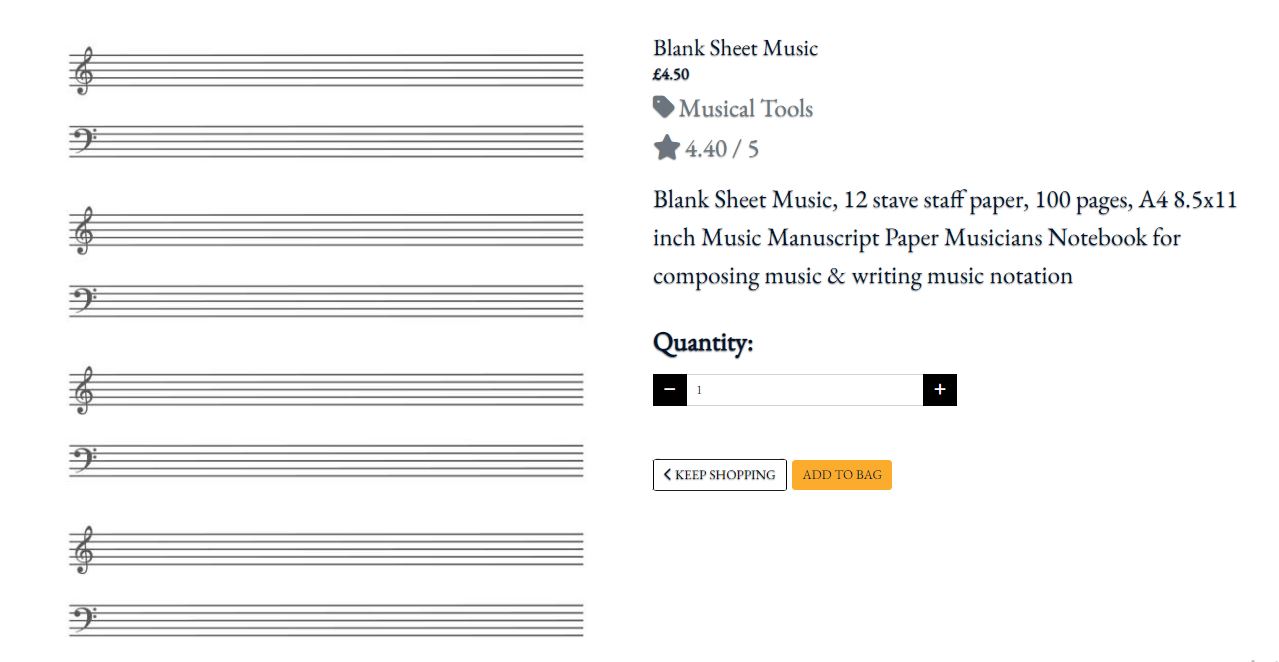 Blank Sheet Music
£4.50
Musical Tools
4.40 / 5
Blank Sheet Music, 12 stave staff paper, 100 pages, A4 8.5x11
inch Music Manuscript Paper Musicians Notebook for
composing music & writing music notation
Quantity:
1
KEEP SHOPPING
ADD TO BAG